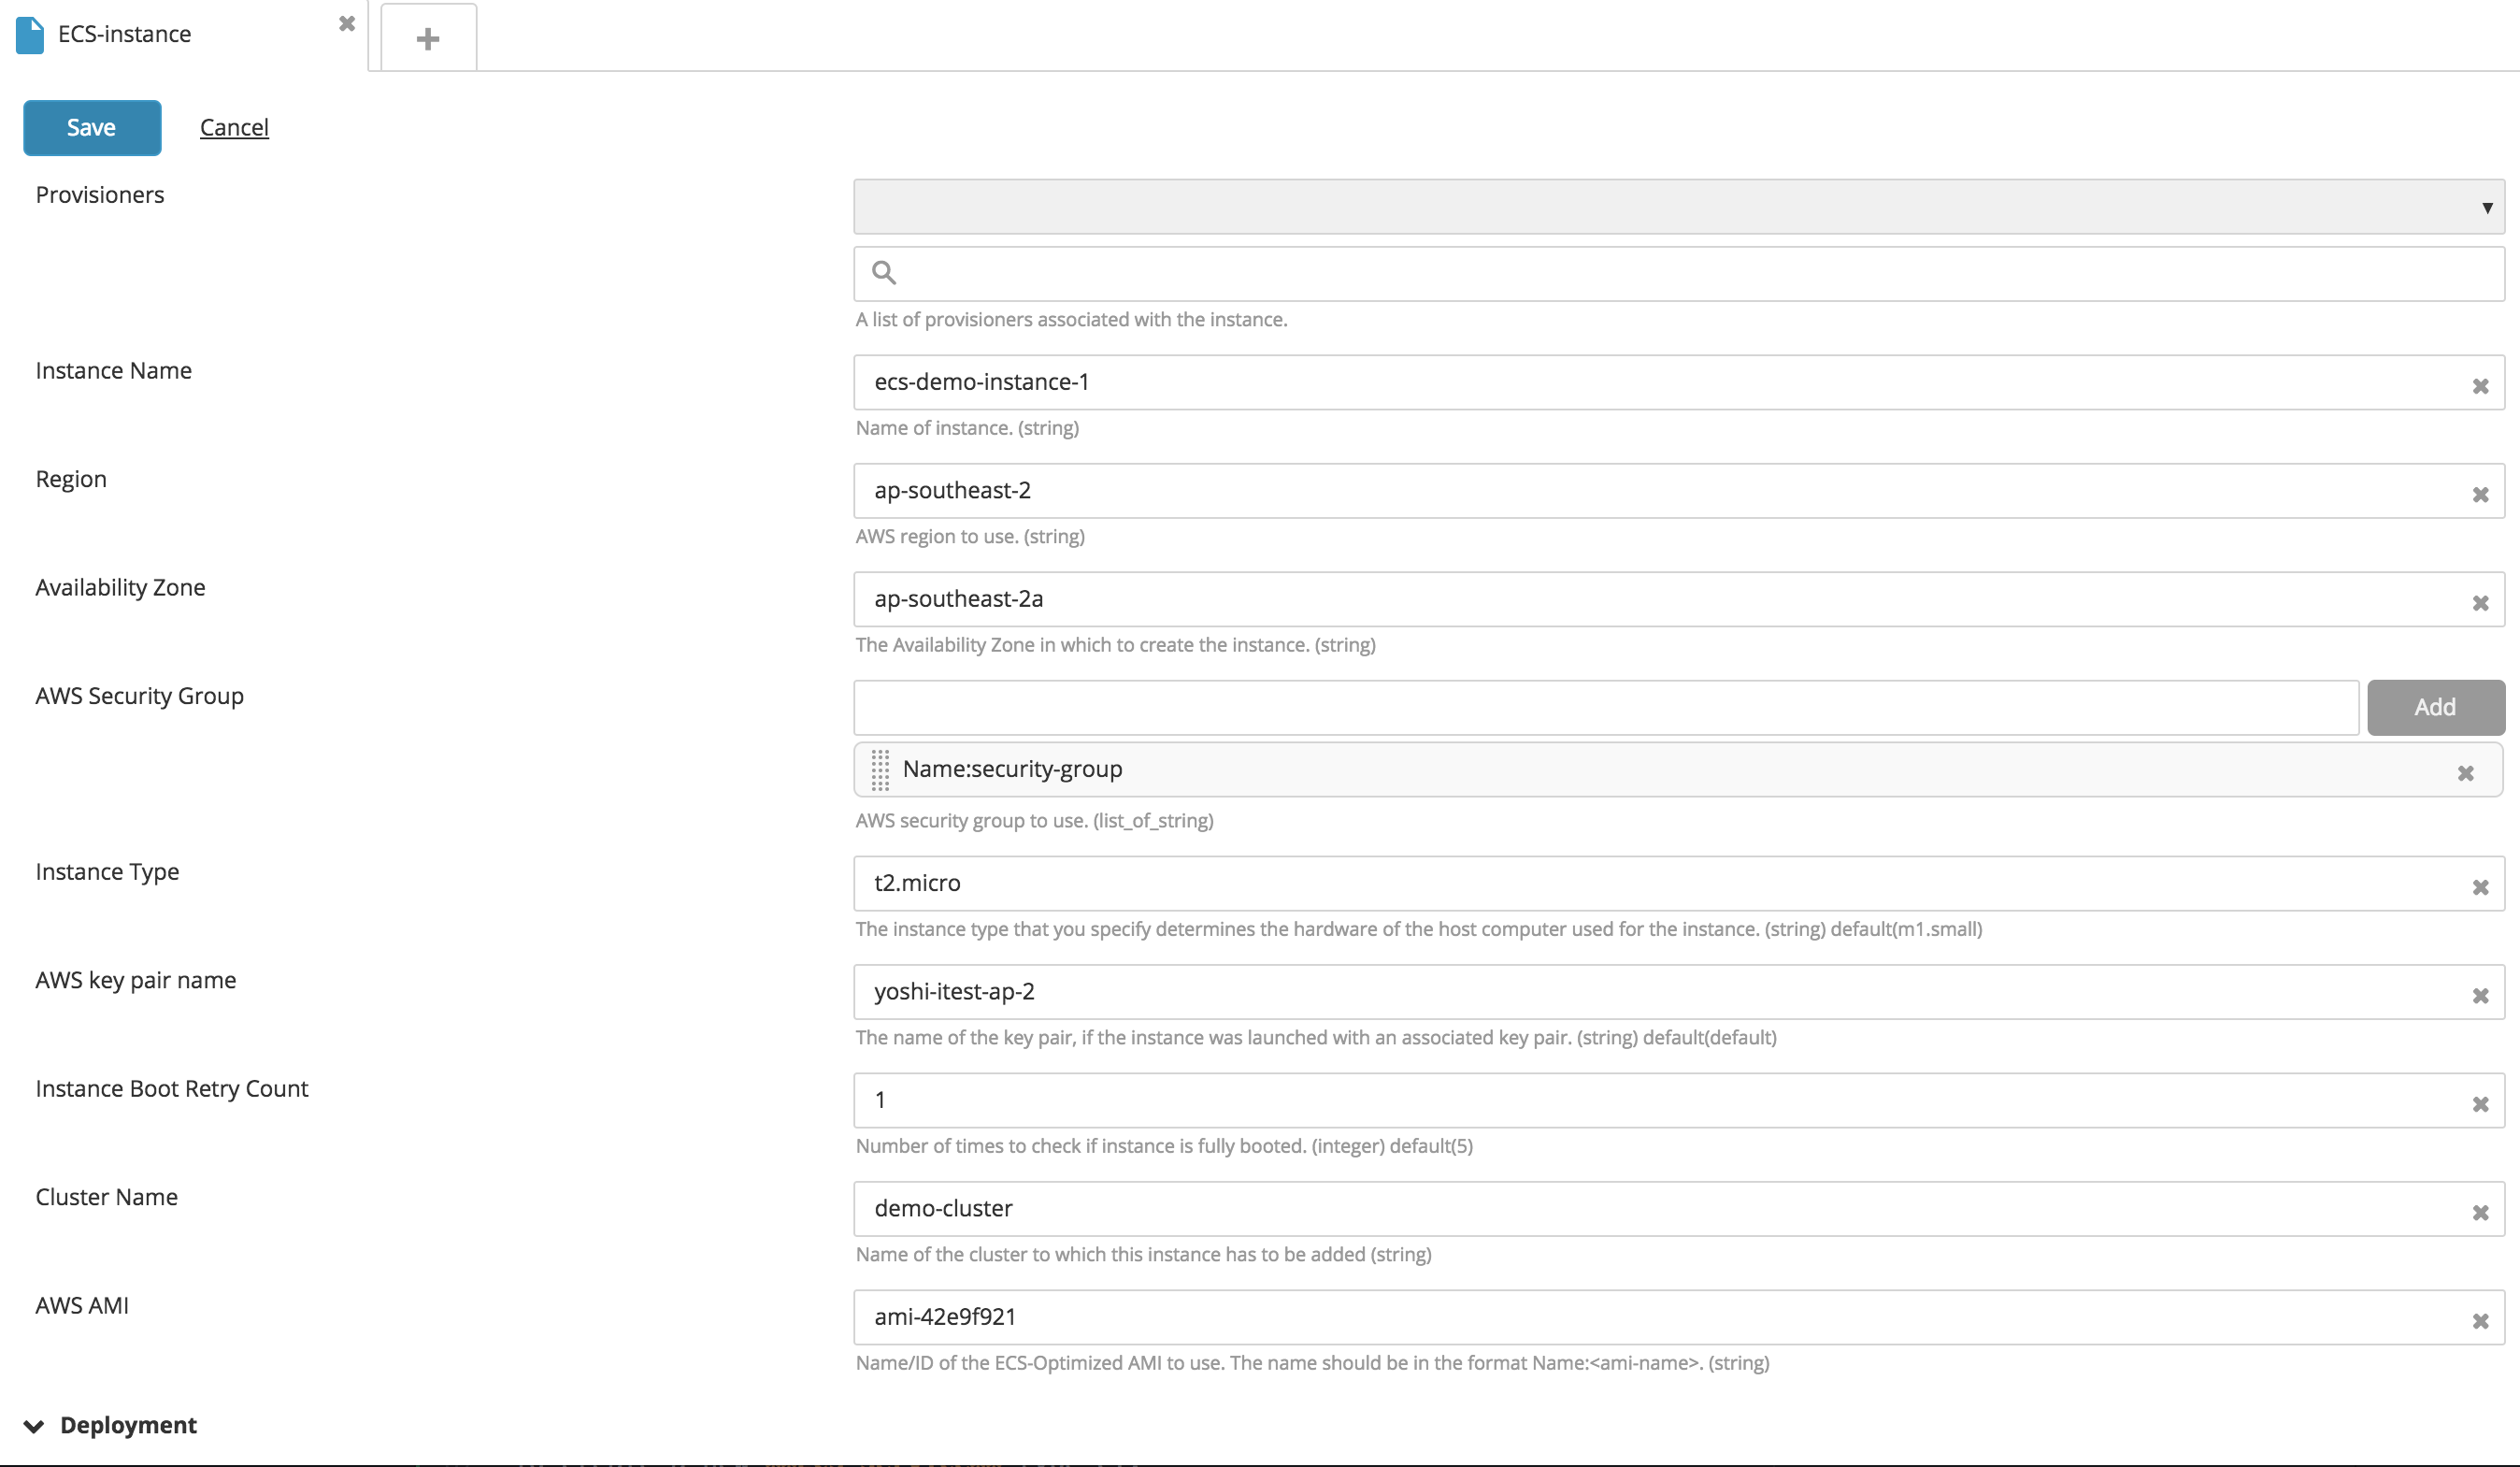 ECS-instance
Save Cancel
Provisioners
A list of provisioners associated with the instance.
Instance Name
ecs-demo-instance-1
Name of instance. (string)
Region
ap-southeast-2
AWS region to use. (string)
Availability Zone
ap-southeast-2a
The Availability Zone in which to create the instance. (string)
AWS Security Group
Add
Name:security-group
AWS security group to use. (list_of_string)
Instance Type
t2.micro
The instance type that you specify determines the hardware of the host computer used for the instance. (string) default(m1.small)
AWS key pair name
yoshi-itest-ap-2
The name of the key pair, if the instance was launched with an associated key pair. (string) default(default)
Instance Boot Retry Count
1
Number of times to check if instance is fully booted. (integer) default(5)
Cluster Name
demo-cluster
Name of the cluster to which this instance has to be added (string)
AWS AMI
ami-42e9f921
Name/ID of the ECS-Optimized AMI to use. The name should be in the format Name:<ami-name>. (string)
Deployment